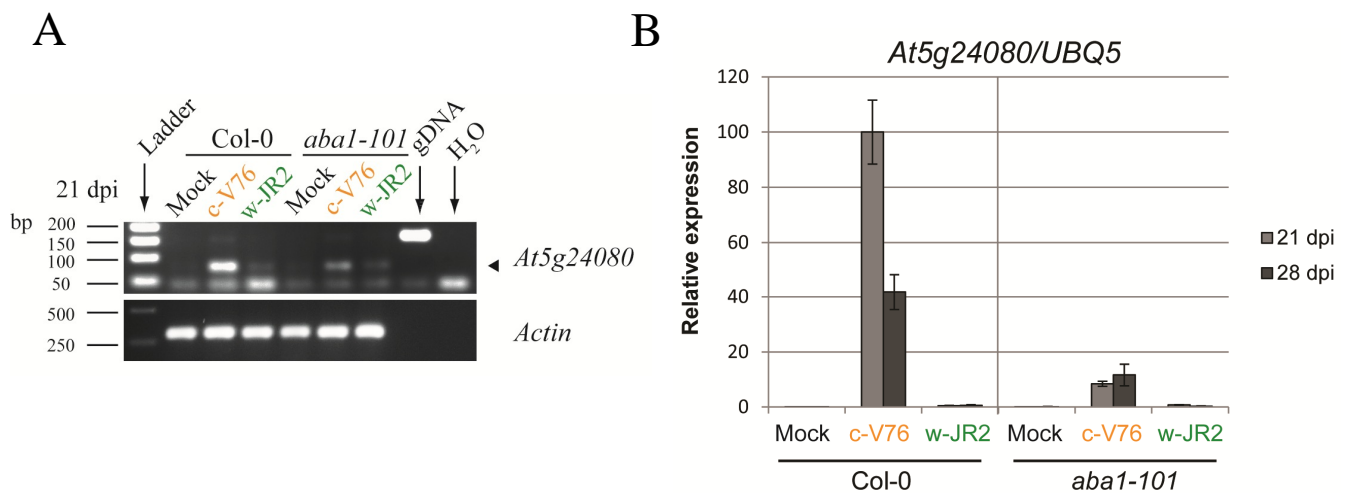 A
Ladder
Col-0
aba1-101
gDNA
H2O
21 dpi
Mock
c-V76
w-JR2
Mock
c-V76
w-JR2
bp
200
150
100
50
At5g24080
500
250
Actin
B
At5g24080/UBQ5
Relative expression
120
100
80
60
40
20
0
21 dpi
28 dpi
Mock c-V76 w-JR2 Mock c-V76 w-JR2
Col-0 aba1-101